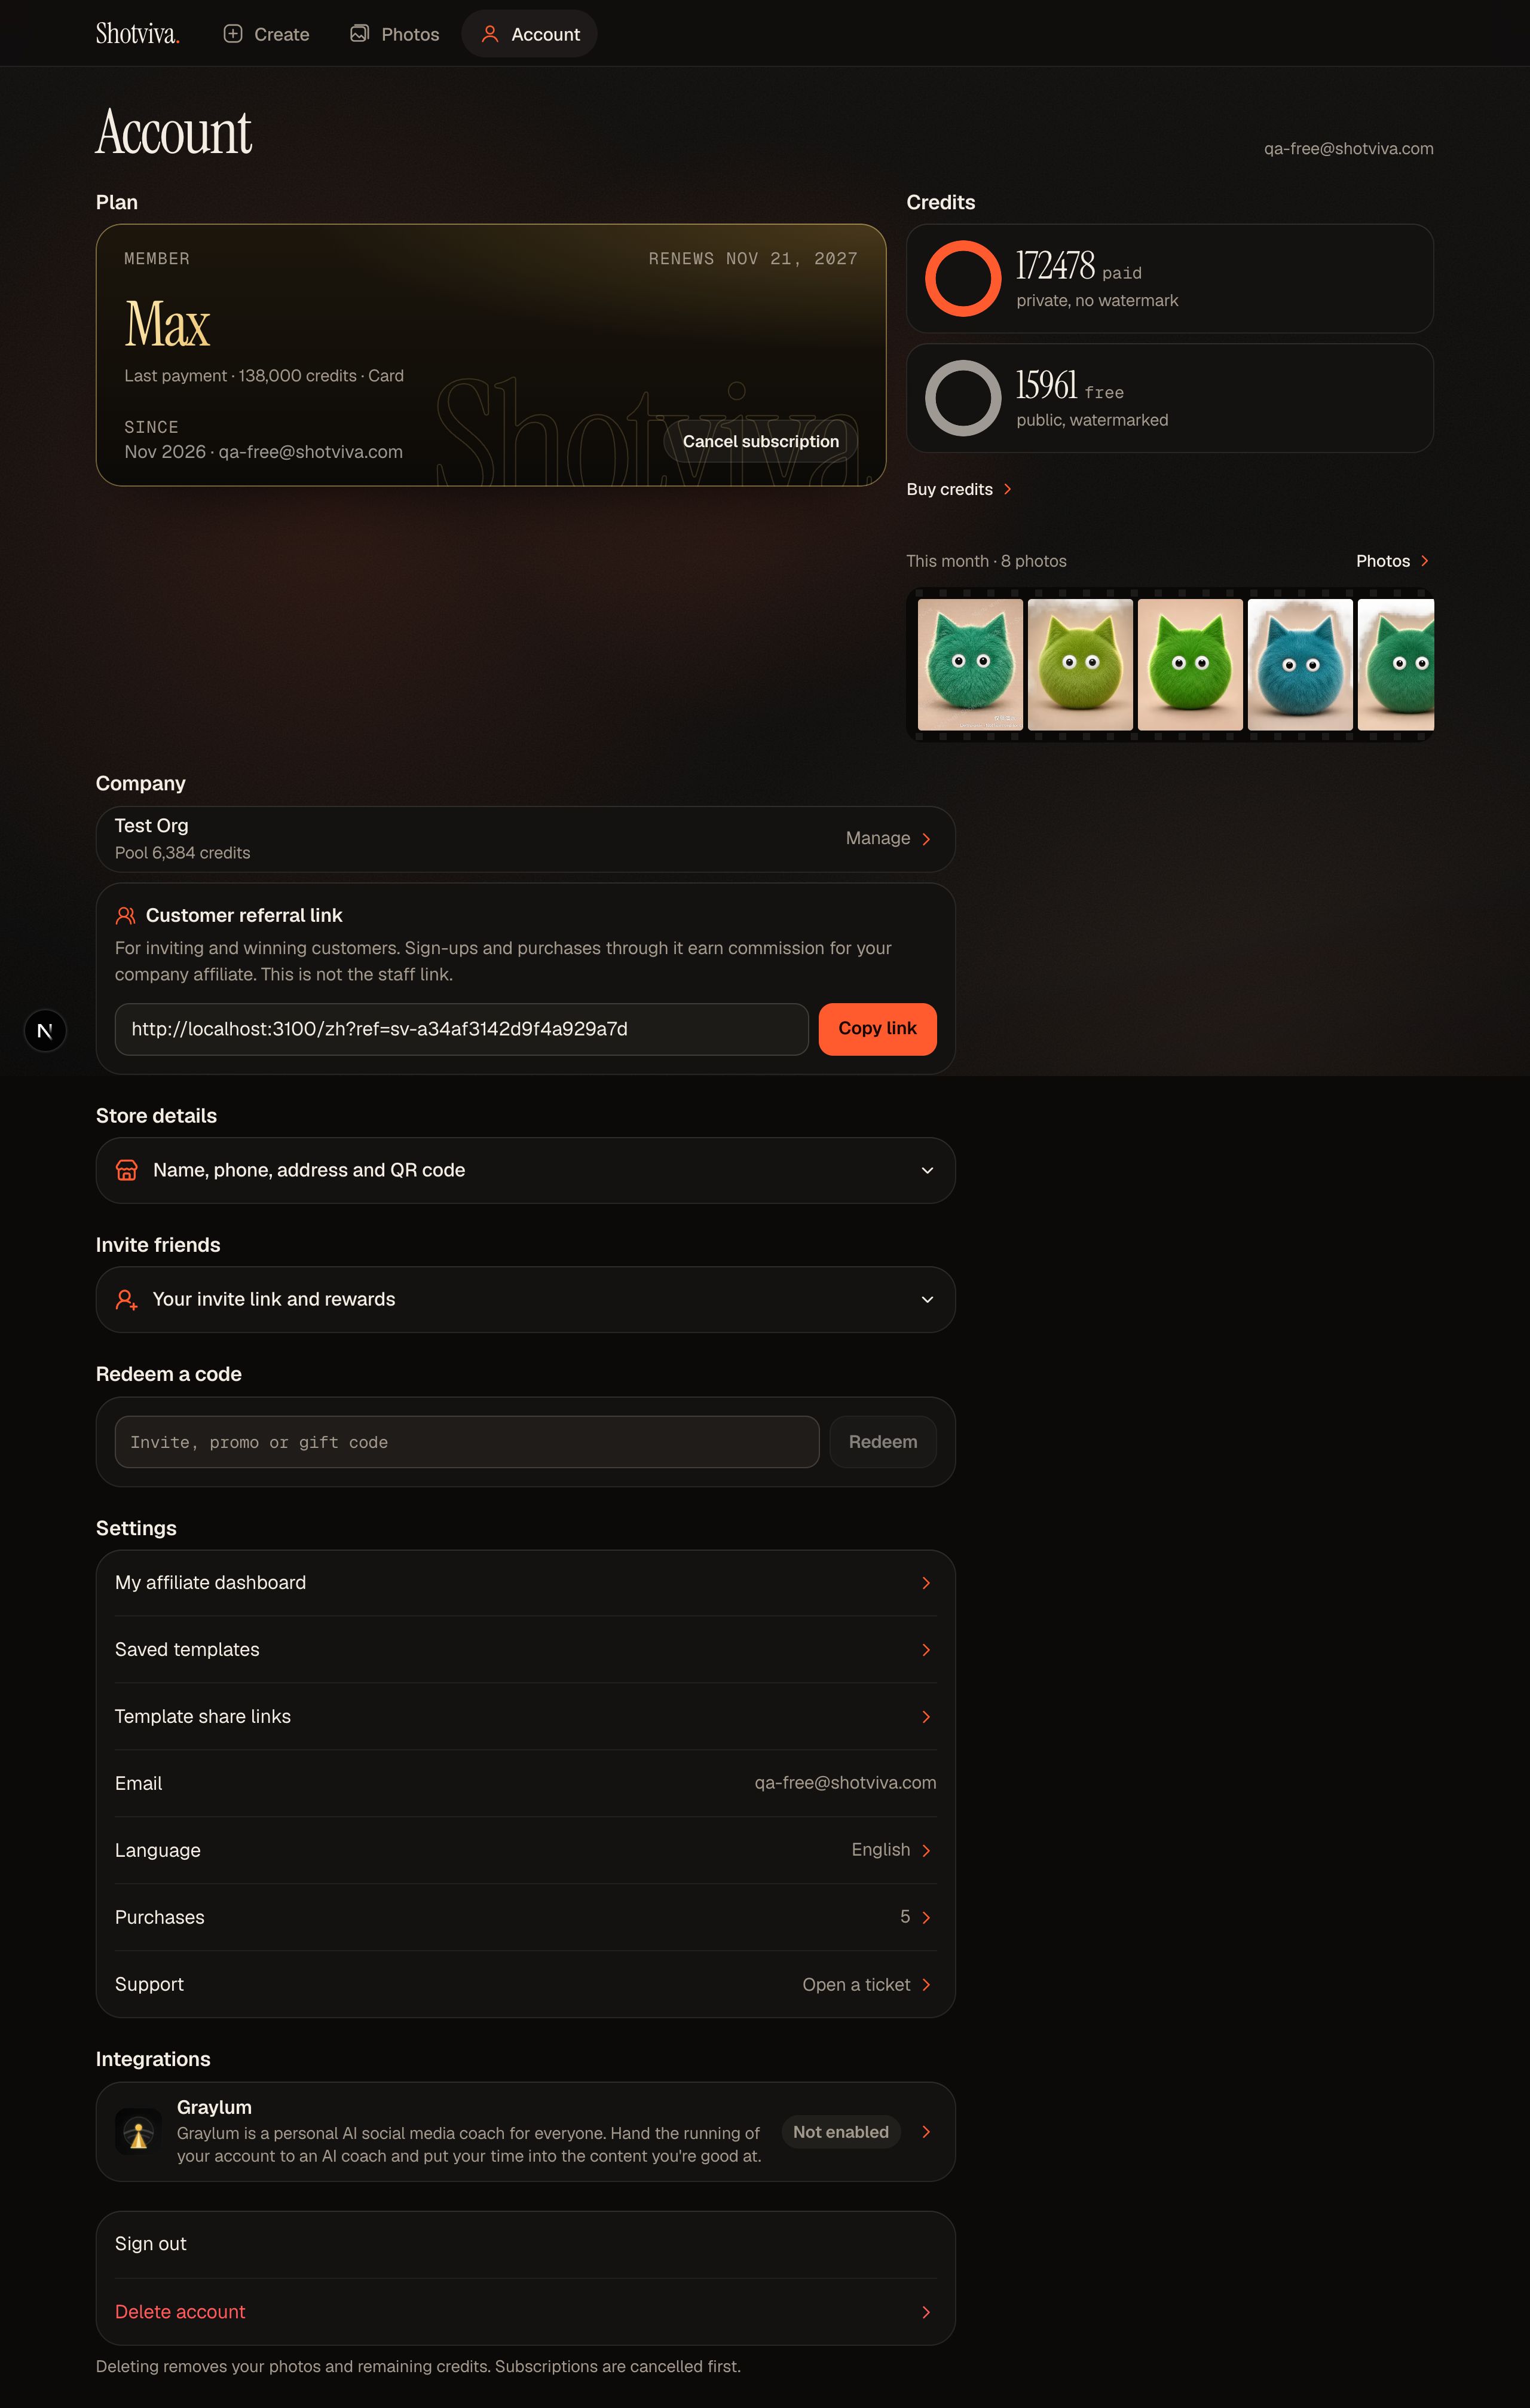 Shotviva.
Create
Photos
Account
Account
qa-free@shotviva.com
Plan
MEMBER
RENEWS NOV 21, 2027
Max
Last payment · 138,000 credits · Card
SINCE
Nov 2026 · qa-free@shotviva.com
Shotviva
Cancel subscription
Credits
172478 paid
private, no watermark
15961 free
public, watermarked
Buy credits
This month · 8 photos
Photos
Company
Test Org
Pool 6,384 credits
Manage
Customer referral link
For inviting and winning customers. Sign-ups and purchases through it earn commission for your
company affiliate. This is not the staff link.
http://localhost:3100/zh?ref=sv-a34af3142d9f4a929a7d
Copy link
N
Store details
Name, phone, address and QR code
Invite friends
Your invite link and rewards
Redeem a code
Invite, promo or gift code
Redeem
Settings
My affiliate dashboard
Saved templates
Template share links
Email
qa-free@shotviva.com
Language
English
Purchases
5
Support
Open a ticket
Integrations
Graylum
Graylum is a personal AI social media coach for everyone. Hand the running of
your account to an AI coach and put your time into the content you're good at.
Not enabled
Sign out
Delete account
Deleting removes your photos and remaining credits. Subscriptions are cancelled first.